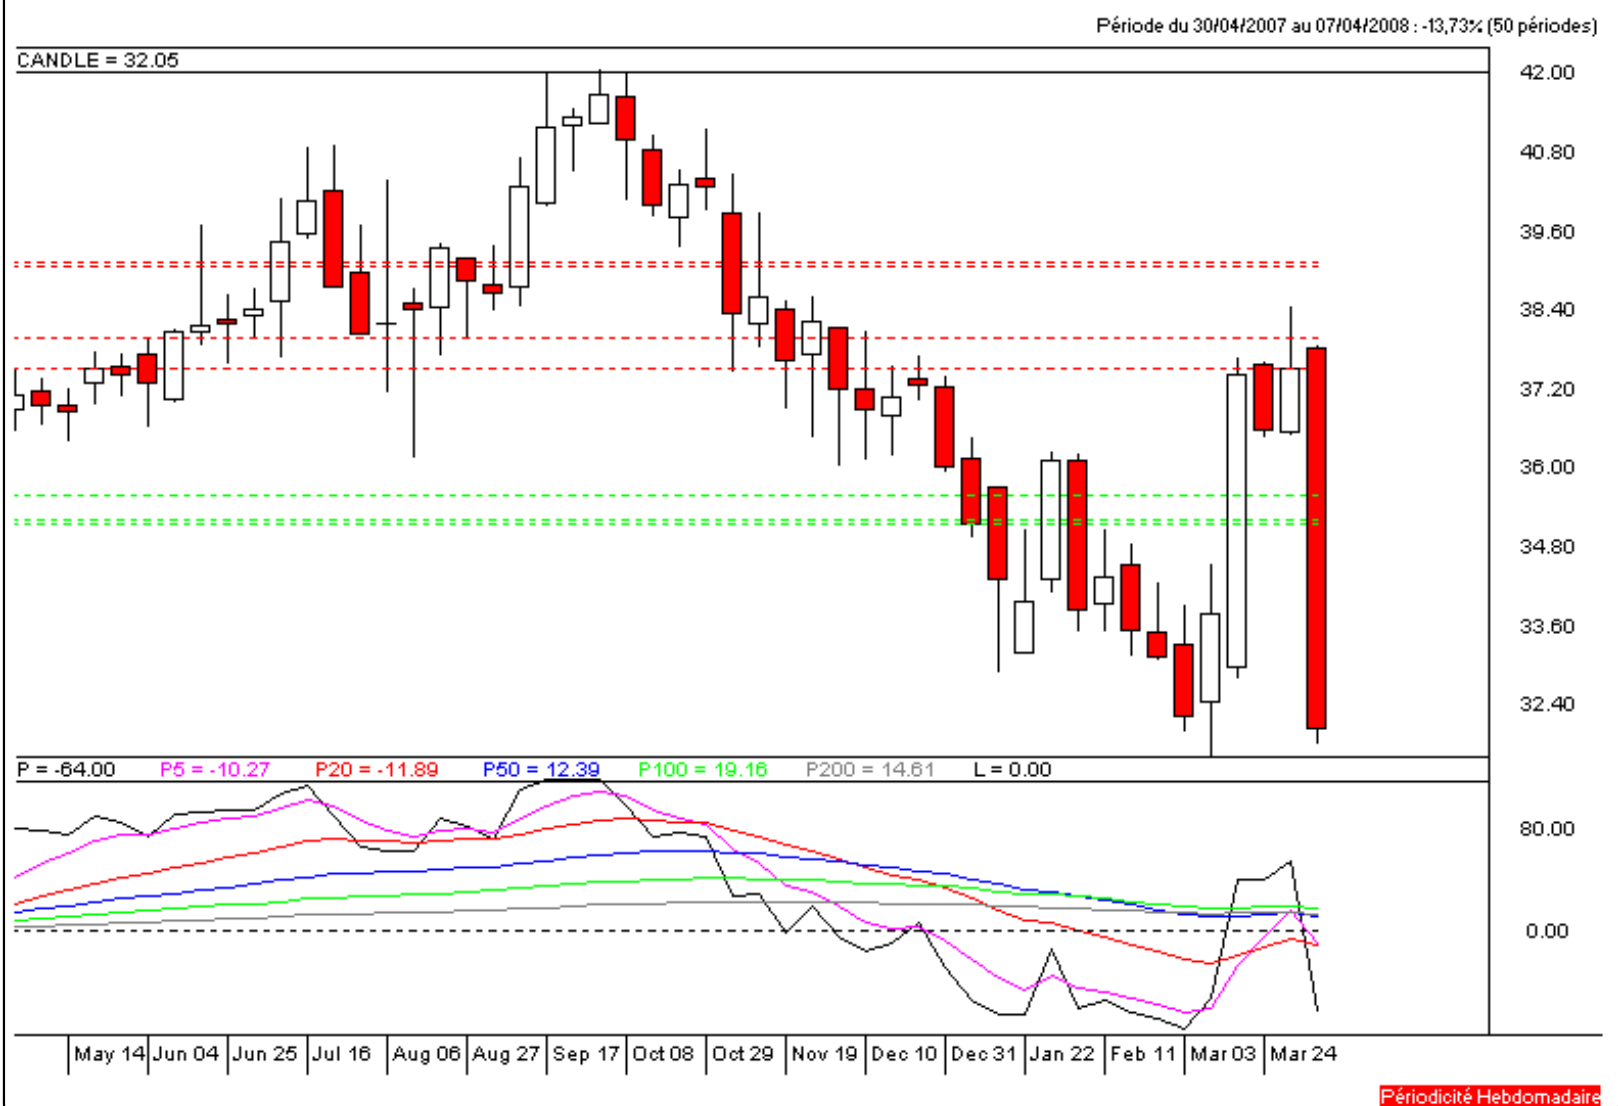 Période du 30/04/2007 au 07/04/2008 : -13,73% (50 périodes)
CANDLE = 32.05
42.00
40.80
39.60
38.40
37.20
36.00
34.80
33.60
32.40
P = -64.00 P5 = -10.27 P20 = -11.89 P50 = 12.39 P100 = 19.16 P200 = 14.61 L = 0.00
80.00
0.00
May 14 Jun 04 Jun 25 Jul 16 Aug 06 Aug 27 Sep 17 Oct 08 Oct 29 Nov 19 Dec 10 Dec 31 Jan 22 Feb 11 Mar 03 Mar 24
Périodicité Hebdomadaire